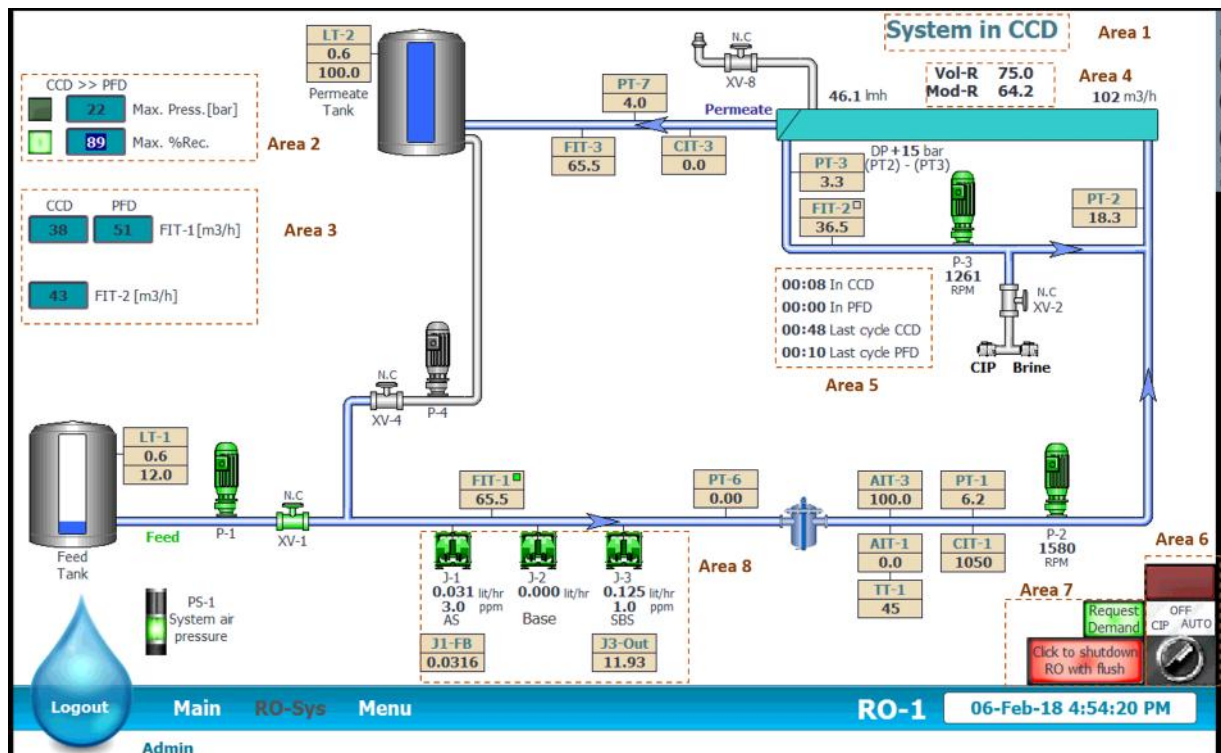 System in CCD
Area 1
LT-2
0.6
100.0
Permeate
Tank
N.C
XV-8
Vol-R 75.0
Mod-R 64.2
Area 4
CCD >> PFD
22 Max. Press.[bar]
89 Max. %Rec.
Area 2
PT-7
4.0
Permeate
46.1 lmh
102 m3/h
FIT-3
65.5
CIT-3
0.0
DP +15 bar
(PT2) - (PT3)
PT-3
3.3
FIT-2
36.5
PT-2
18.3
CCD PFD
38 51 FIT-1[m3/h]
Area 3
43 FIT-2 [m3/h]
P-3
1261
RPM
00:08 In CCD
00:00 In PFD
00:48 Last cycle CCD
00:10 Last cycle PFD
Area 5
N.C
XV-2
CIP Brine
N.C
XV-4
P-4
LT-1
0.6
12.0
Feed
Tank
Feed
P-1
N.C
XV-1
FIT-1
65.5
PT-6
0.00
AIT-3
100.0
PT-1
6.2
AIT-1
0.0
CIT-1
1050
TT-1
45
P-2
1580
RPM
J-1
0.031 lit/hr
3.0 ppm
AS
J-2
0.000 lit/hr
Base
J-3
0.125 lit/hr
1.0 ppm
SBS
Area 8
J1-FB
0.0316
J3-Out
11.93
PS-1
System air
pressure
Area 6
Area 7
Request
Demand
OFF
CIP AUTO
Click to shutdown
RO with flush
Logout
Main RO-Sys Menu
RO-1
06-Feb-18 4:54:20 PM
Admin